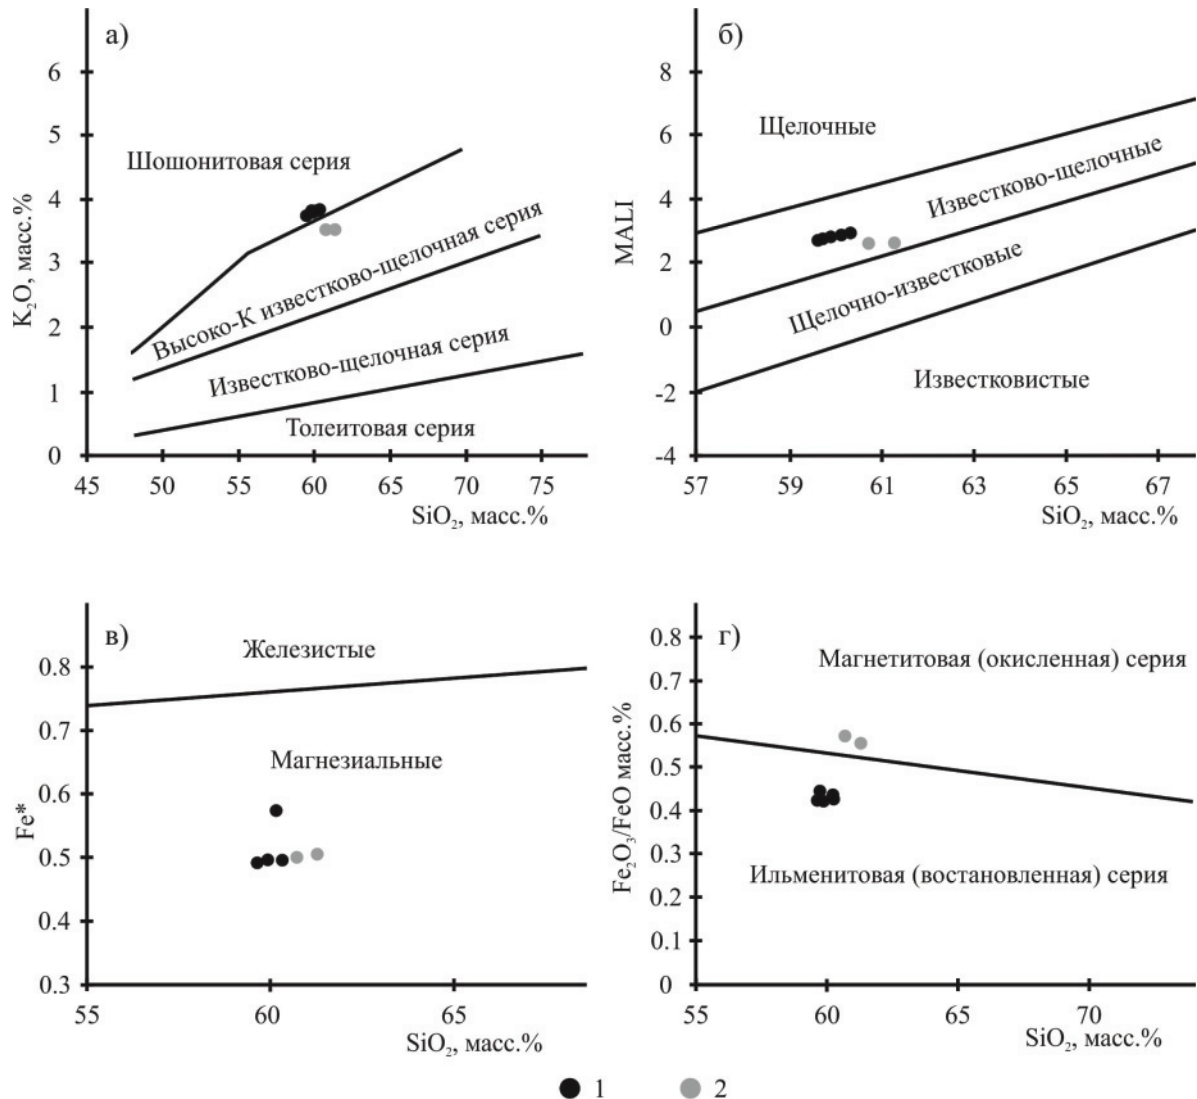 а)
6
5
4
3
2
1
0
K₂O, масс.%
Шошонитовая серия
Высоко-К известково-щелочная серия
Известково-щелочная серия
Толеитовая серия
45 50 55 60 65 70 75
SiO₂, масс.%
б)
8
6
4
2
0
-2
-4
MALI
Щелочные
Известково-щелочные
Щелочно-известковые
Известковистые
57 59 61 63 65 67
SiO₂, масс.%
в)
0.8
0.7
0.6
0.5
0.4
0.3
Fe*
Железистые
Магнезиальные
55 60 65
SiO₂, масс.%
г)
0.8
0.7
0.6
0.5
0.4
0.3
0.2
0.1
0
Fe₂O₃/FeO масс.%
Магнетитовая (окисленная) серия
Ильменитовая (востановленная) серия
55 60 65 70
SiO₂, масс.%
1 2